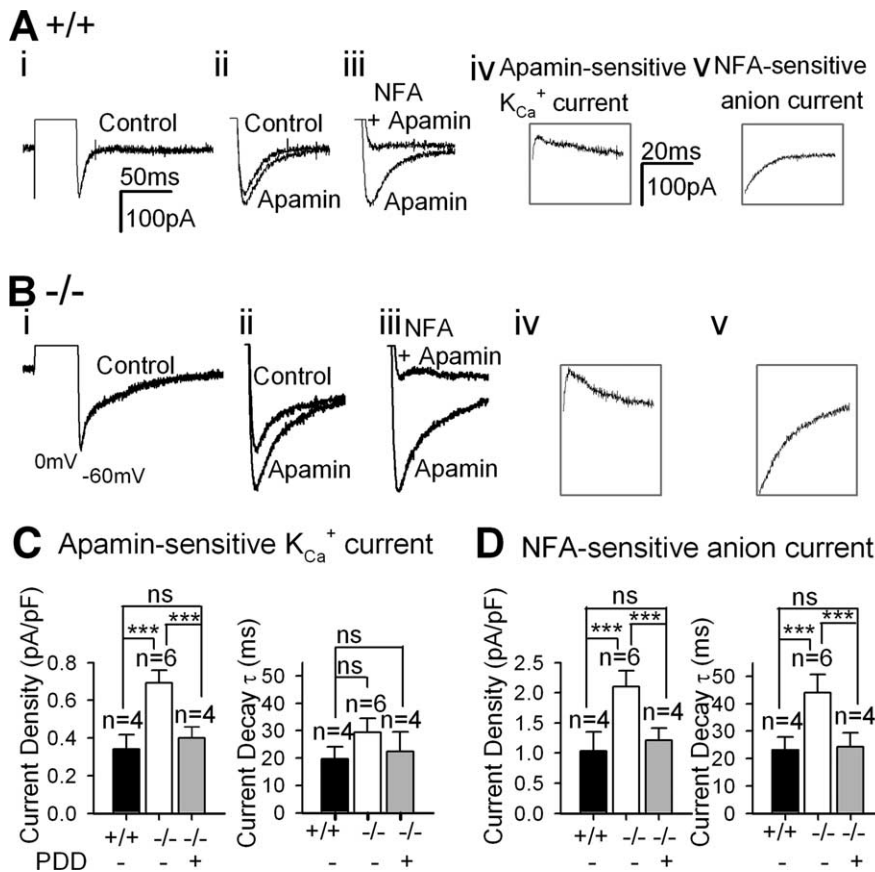 A +/+
i ii iii iv Apamin-sensitive K_Ca^+ current v NFA-sensitive anion current
Control
50ms
100pA
Control
Apamin
NFA
+ Apamin
Apamin
20ms
100pA
B -/-
i ii iii iv v
Control
0mV
-60mV
Control
Apamin
NFA
+ Apamin
Apamin
C Apamin-sensitive K_Ca^+ current
Current Density (pA/pF)
0.8
0.6
0.4
0.2
0.0
ns
*** ***
n=4 n=6 n=4
+/+ -/- -/-
PDD - - +
Current Decay τ (ms)
50
40
30
20
10
0
ns
ns
n=4 n=6 n=4
+/+ -/- -/-
- - +
D NFA-sensitive anion current
Current Density (pA/pF)
2.5
2.0
1.5
1.0
0.5
0.0
ns
*** ***
n=4 n=6 n=4
+/+ -/- -/-
- - +
Current Decay τ (ms)
50
40
30
20
10
0
ns
*** ***
n=4 n=6 n=4
+/+ -/- -/-
- - +